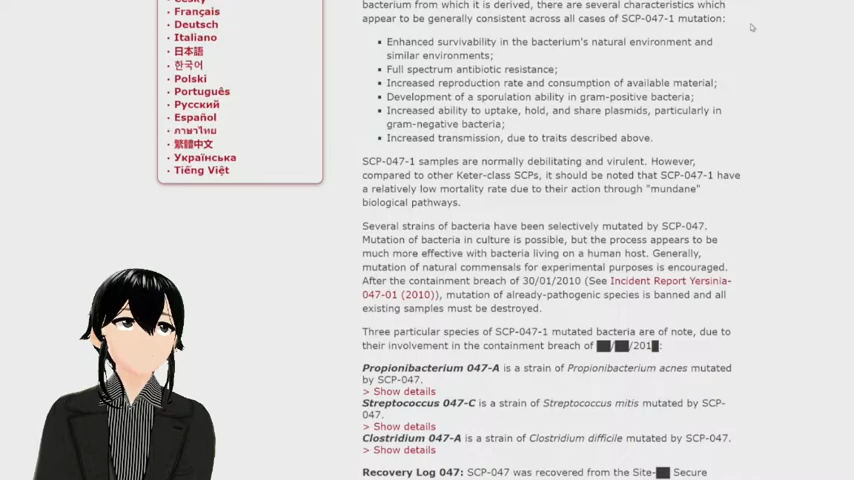 Česky
Français
Deutsch
Italiano
日本語
한국어
Polski
Português
Русский
Español
ภาษาไทย
繁體中文
Українська
Tiếng Việt
bacterium from which it is derived, there are several characteristics which
appear to be generally consistent across all cases of SCP-047-1 mutation:
Enhanced survivability in the bacterium's natural environment and
similar environments;
Full spectrum antibiotic resistance;
Increased reproduction rate and consumption of available material;
Development of a sporulation ability in gram-positive bacteria;
Increased ability to uptake, hold, and share plasmids, particularly in
gram-negative bacteria;
Increased transmission, due to traits described above.
SCP-047-1 samples are normally debilitating and virulent. However,
compared to other Keter-class SCPs, it should be noted that SCP-047-1 have
a relatively low mortality rate due to their action through "mundane"
biological pathways.
Several strains of bacteria have been selectively mutated by SCP-047.
Mutation of bacteria in culture is possible, but the process appears to be
much more effective with bacteria living on a human host. Generally,
mutation of natural commensals for experimental purposes is encouraged.
After the containment breach of 30/01/2010 (See Incident Report Yersinia-
047-01 (2010)), mutation of already-pathogenic species is banned and all
existing samples must be destroyed.
Three particular species of SCP-047-1 mutated bacteria are of note, due to
their involvement in the containment breach of ██/██/201█:
Propionibacterium 047-A is a strain of Propionibacterium acnes mutated
by SCP-047.
> Show details
Streptococcus 047-C is a strain of Streptococcus mitis mutated by SCP-
047.
> Show details
Clostridium 047-A is a strain of Clostridium difficile mutated by SCP-047.
> Show details
Recovery Log 047: SCP-047 was recovered from the Site-██ Secure